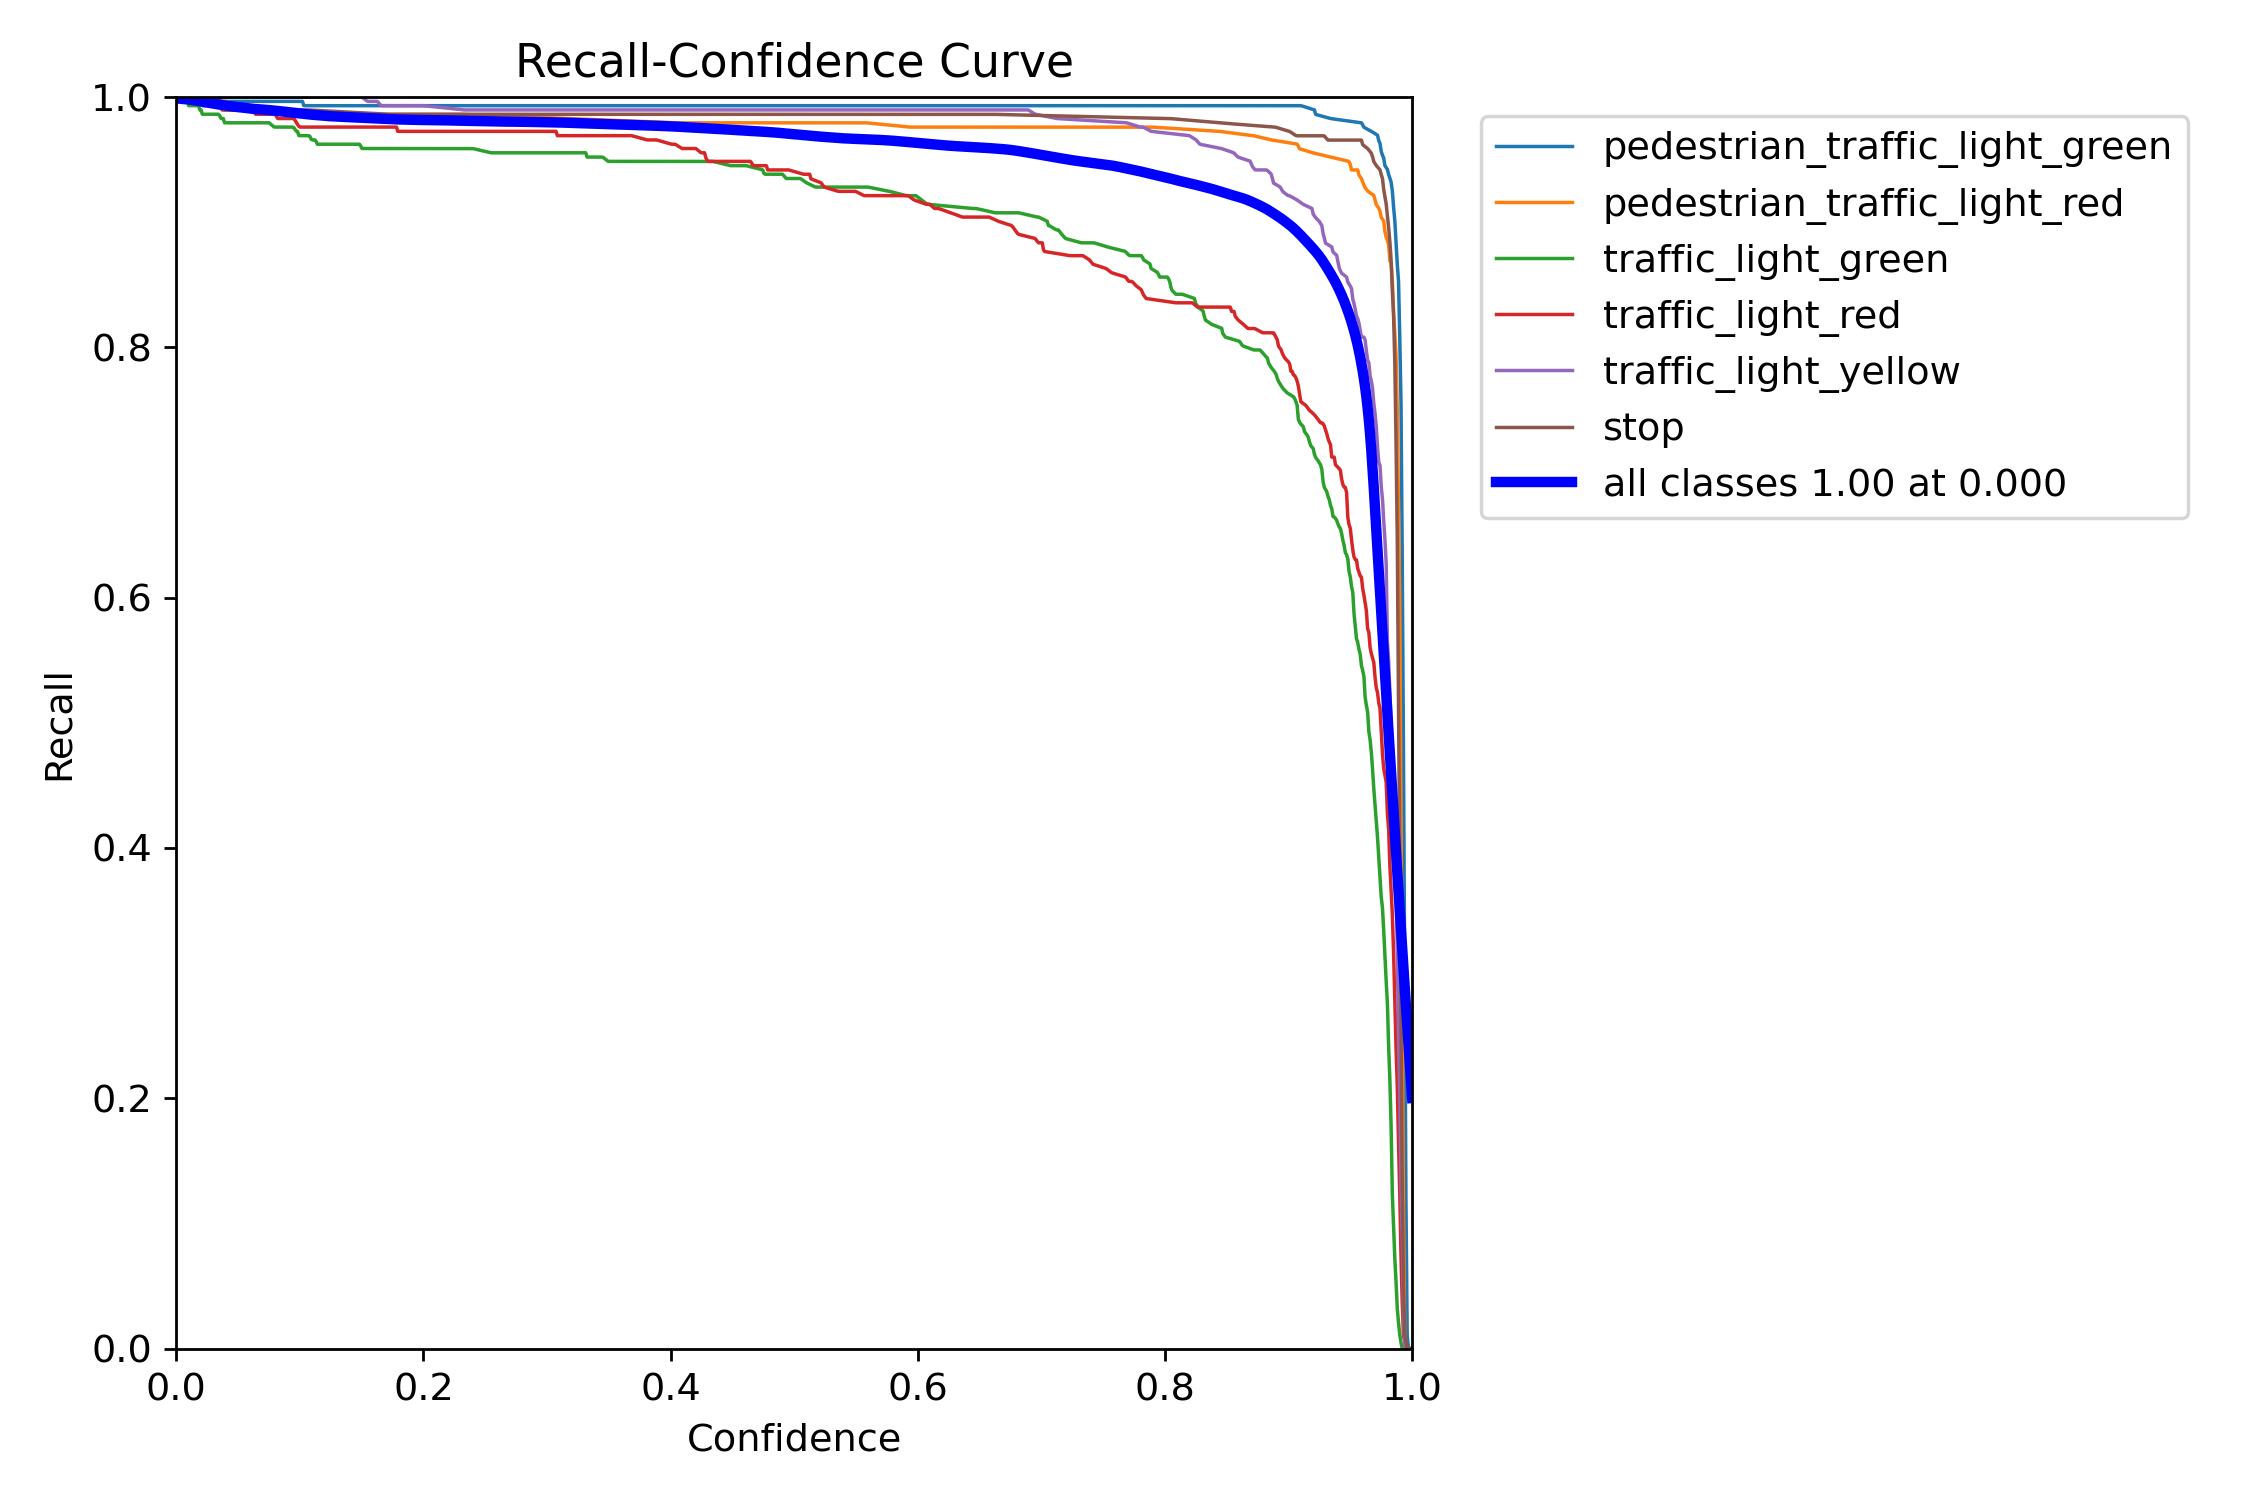 Recall-Confidence Curve
1.0
0.8
0.6
0.4
0.2
0.0
Recall
0.0 0.2 0.4 0.6 0.8 1.0
Confidence
pedestrian_traffic_light_green
pedestrian_traffic_light_red
traffic_light_green
traffic_light_red
traffic_light_yellow
stop
all classes 1.00 at 0.000